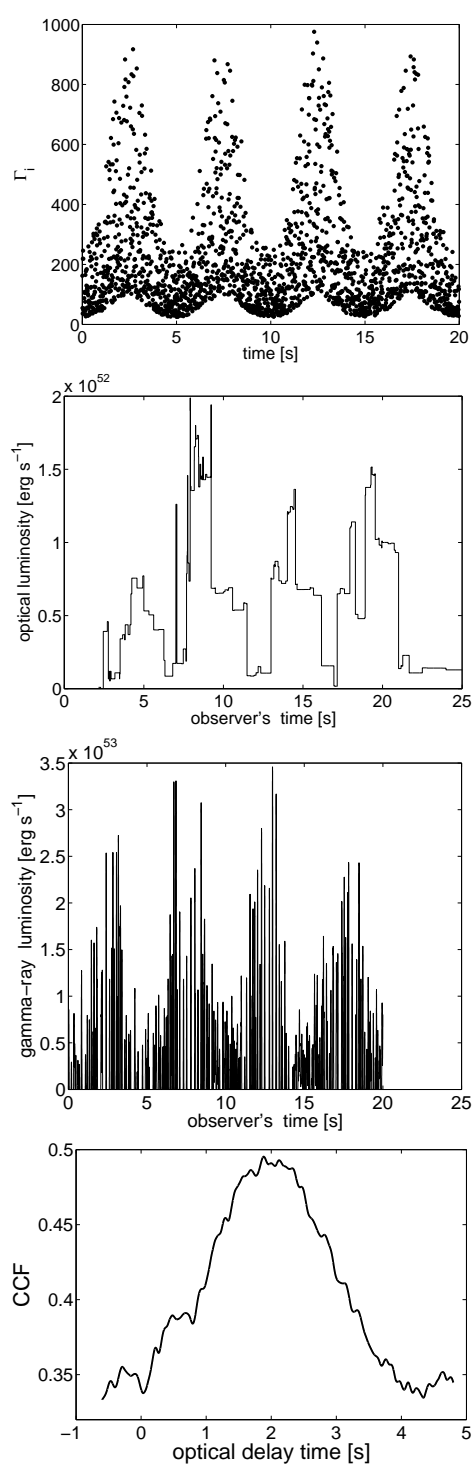 1000
800
600
400
200
0
Γi
0 5 10 15 20
time [s]
x 10^52
2
1.5
1
0.5
0
optical luminosity [erg s−1]
0 5 10 15 20 25
observer's time [s]
x 10^53
3.5
3
2.5
2
1.5
1
0.5
0
gamma−ray luminosity [erg s−1]
0 5 10 15 20 25
observer's time [s]
0.5
0.45
0.4
0.35
CCF
−1 0 1 2 3 4 5
optical delay time [s]